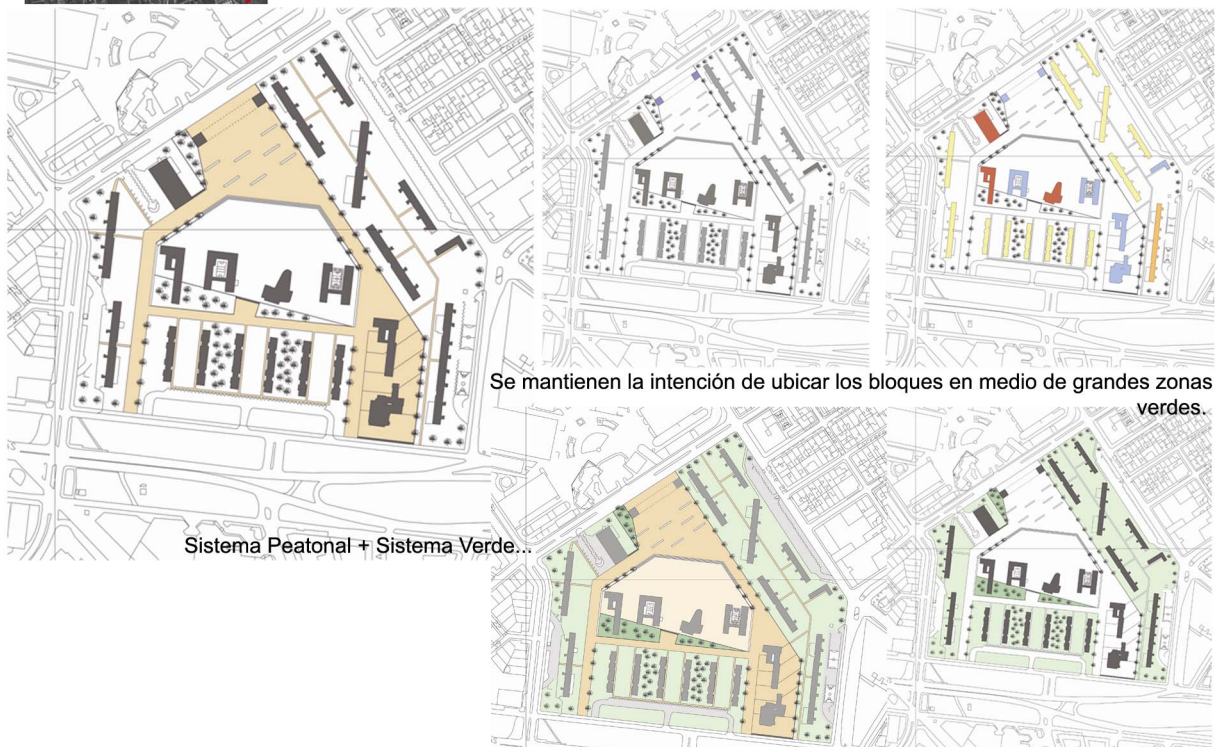 Se mantienen la intención de ubicar los bloques en medio de grandes zonas
verdes.
Sistema Peatonal + Sistema Verde...